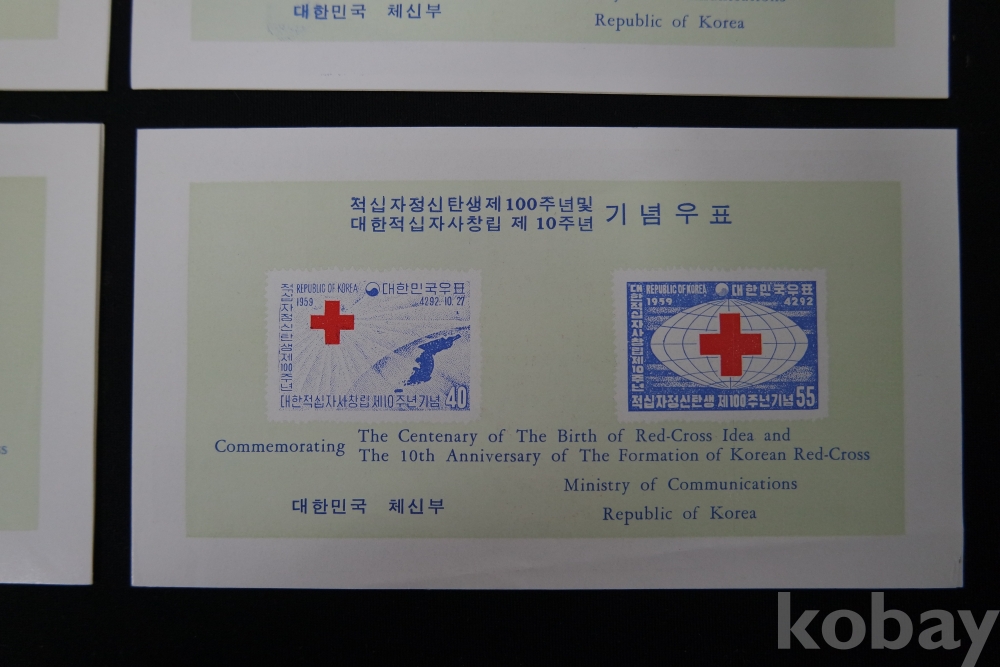 대한민국 체신부
Republic of Korea
적십자정신탄생제100주년및
대한적십자사창립 제 10주년
기념우표
REPUBLIC OF KOREA 대한민국우표
1959 4292.10.27
적십자정신탄생제100주년
대한적십자사창립 제10주년기념 40
REPUBLIC OF KOREA 대한민국우표
1959 4292
대한적십자사창립제10주년
적십자정신탄생 제100주년기념 55
Commemorating
The Centenary of The Birth of Red-Cross Idea and
The 10th Anniversary of The Formation of Korean Red-Cross
Ministry of Communications
대한민국 체신부
Republic of Korea
kobay